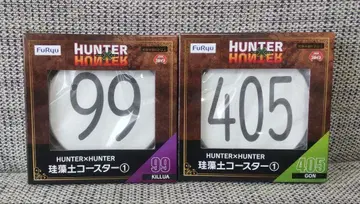 FuRyu
HUNTER
HUNTER
99
HUNTER×HUNTER
珪藻土コースター①
99
KILLUA
FuRyu
HUNTER
HUNTER
405
HUNTER×HUNTER
珪藻土コースター①
405
GON